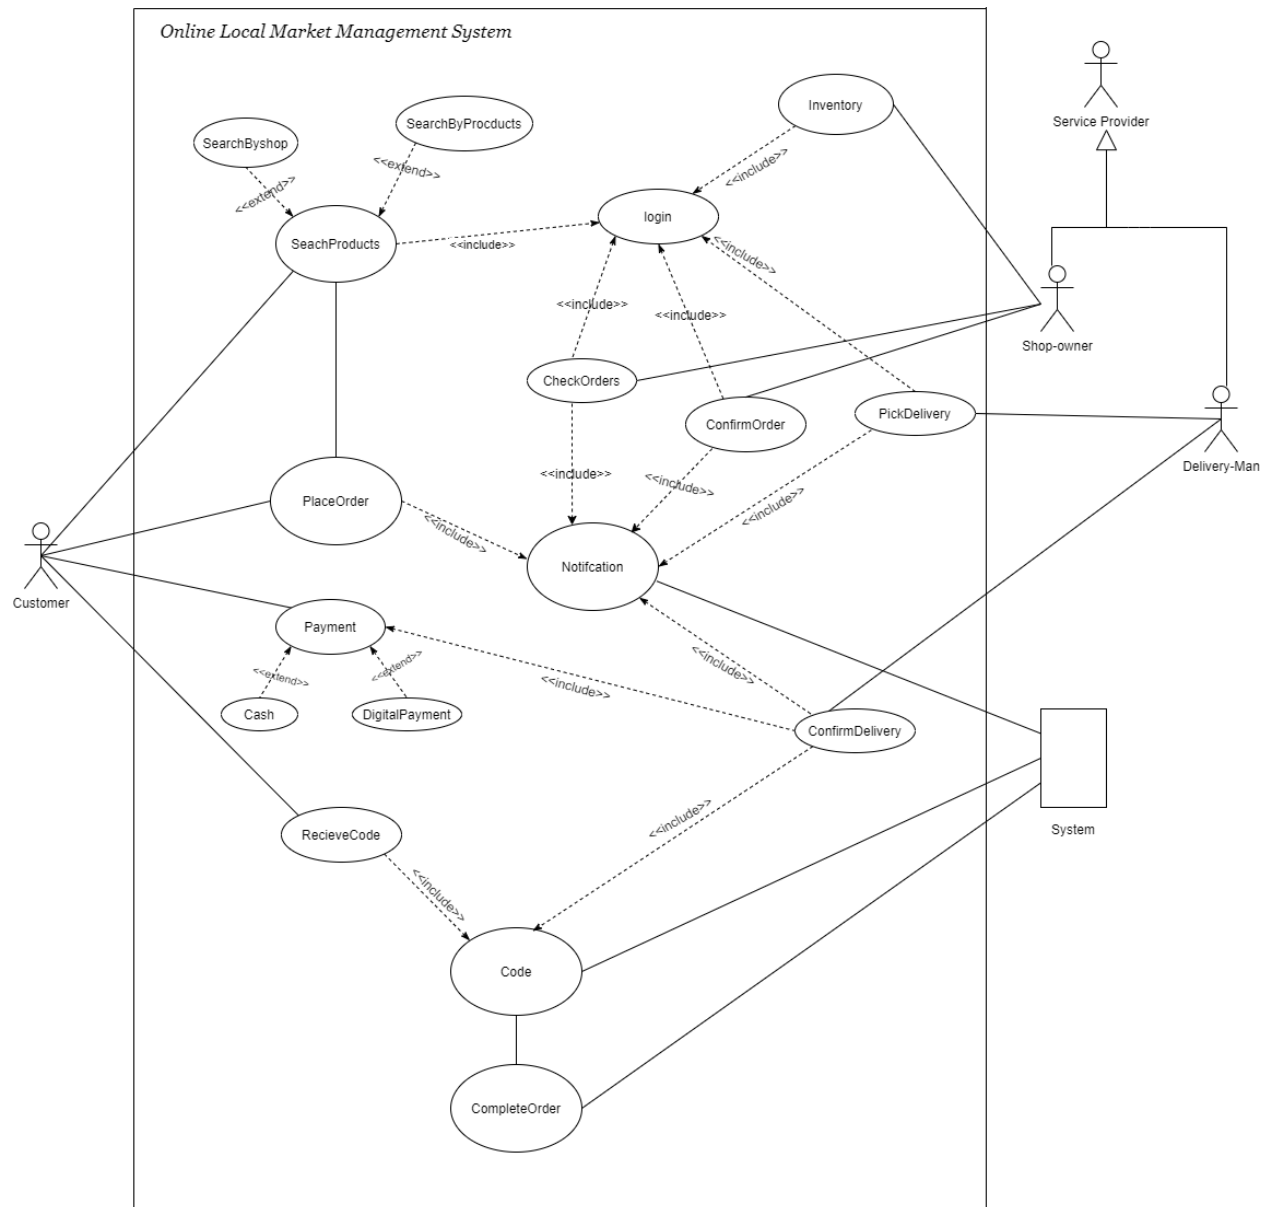 Online Local Market Management System
Service Provider
Inventory
SearchByProcducts
SearchByshop
<<extend>>
<<extend>>
<<include>>
login
SeachProducts
<<include>>
<<include>>
<<include>>
<<include>>
Shop-owner
CheckOrders
ConfirmOrder
PickDelivery
Delivery-Man
<<include>>
<<include>>
<<include>>
PlaceOrder
<<include>>
Notifcation
Customer
Payment
<<extend>>
<<extend>>
<<include>>
<<include>>
Cash
DigitalPayment
ConfirmDelivery
<<include>>
System
RecieveCode
<<include>>
Code
CompleteOrder